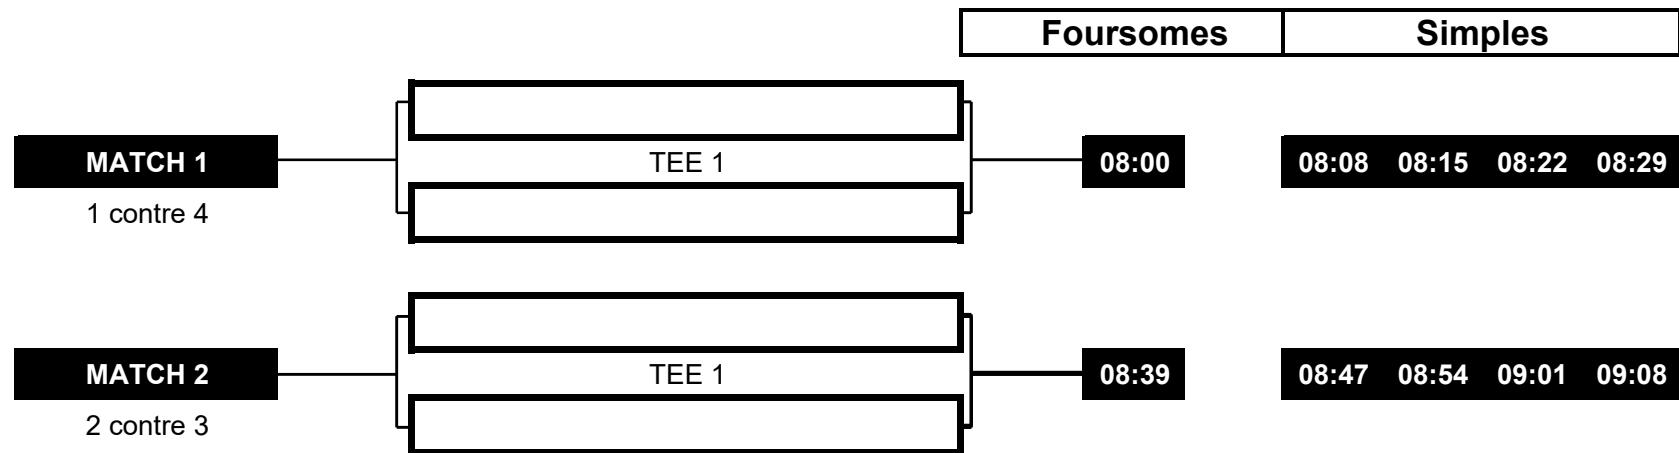 Foursomes Simples
MATCH 1 TEE 1 08:00 08:08 08:15 08:22 08:29
1 contre 4
MATCH 2 TEE 1 08:39 08:47 08:54 09:01 09:08
2 contre 3